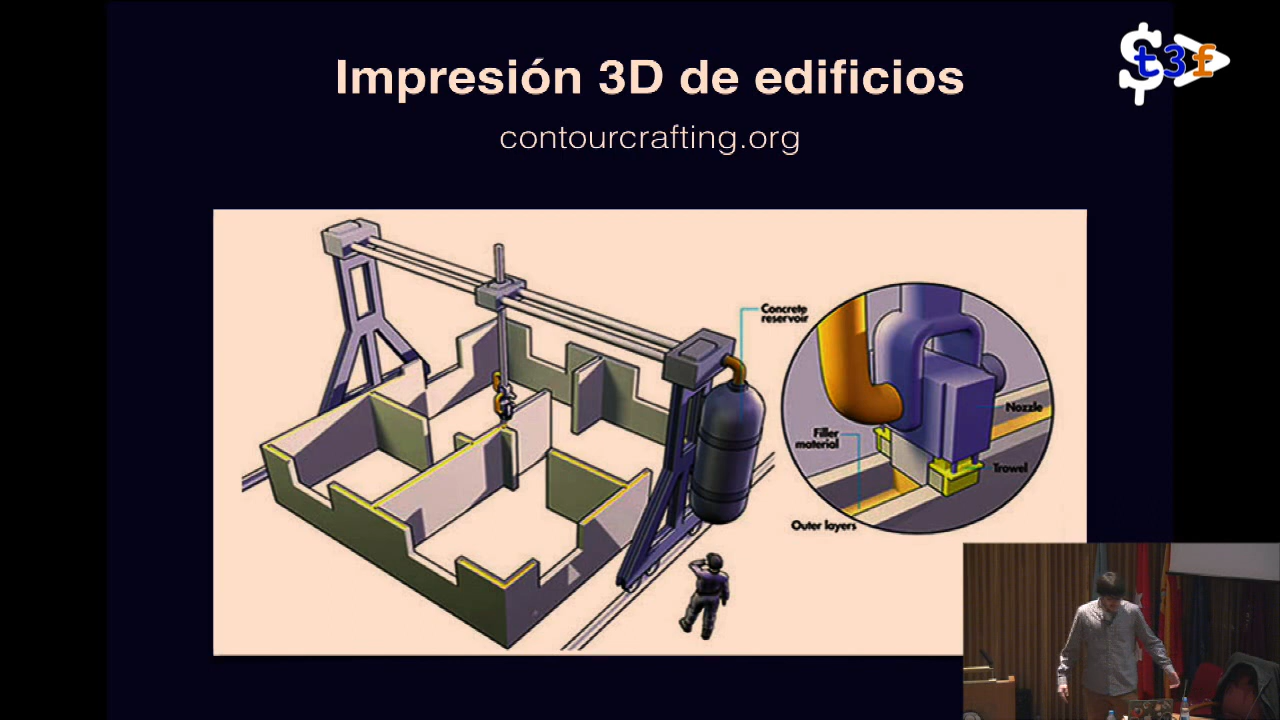 Impresión 3D de edificios
contourcrafting.org
$t3f
Concrete
reservoir
Nozzle
Filler
material
Trowel
Outer layers